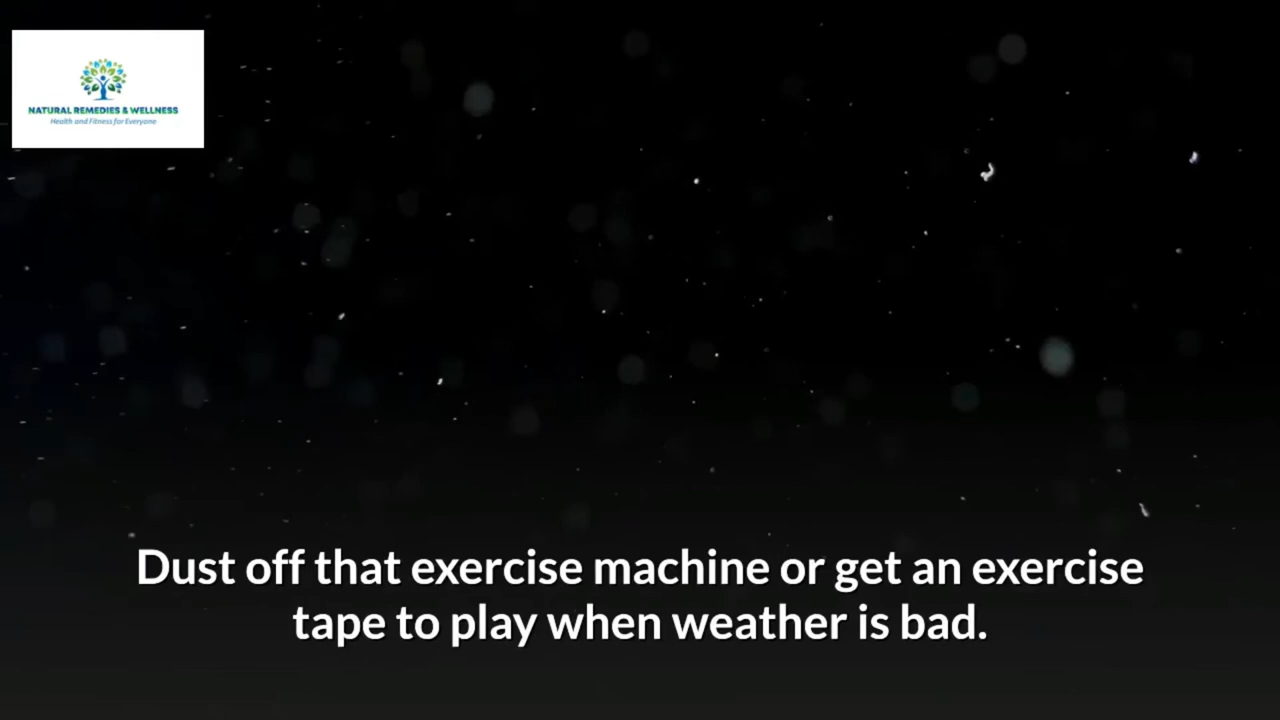 NATURAL REMEDIES & WELLNESS
Health and Fitness for Everyone
Dust off that exercise machine or get an exercise
tape to play when weather is bad.